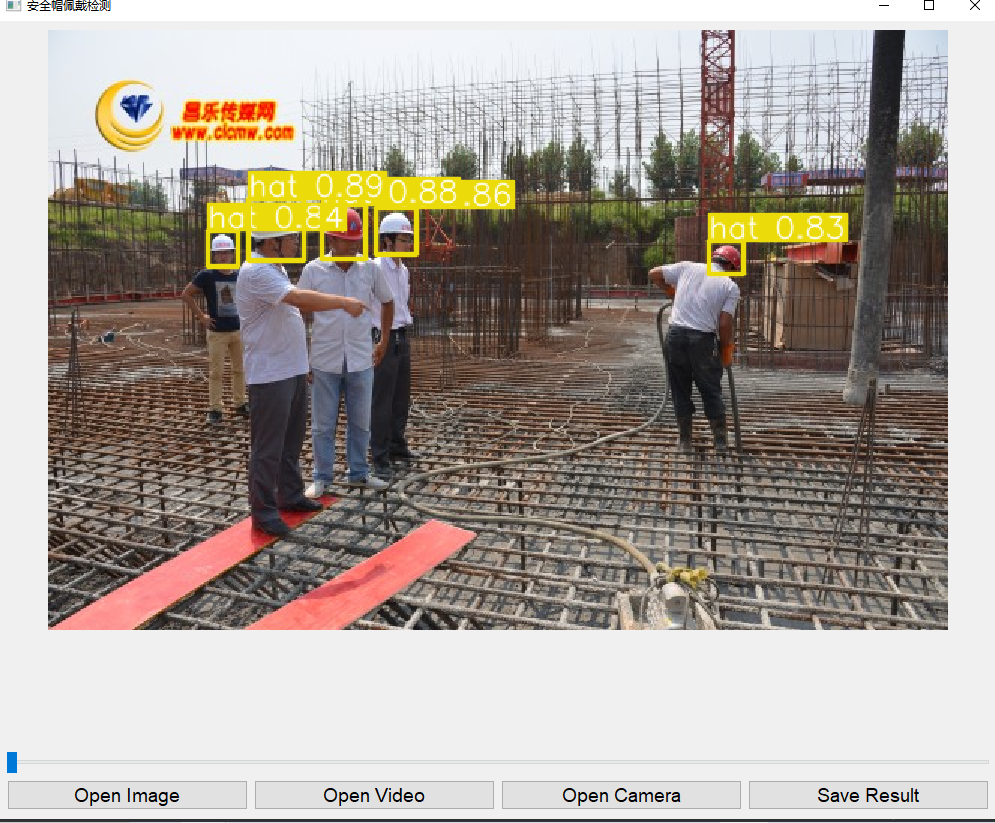 安全帽佩戴检测
昌乐传媒网
www.clcmw.com
hat 0.89
0.88
.86
hat 0.84
hat 0.83
Open Image
Open Video
Open Camera
Save Result